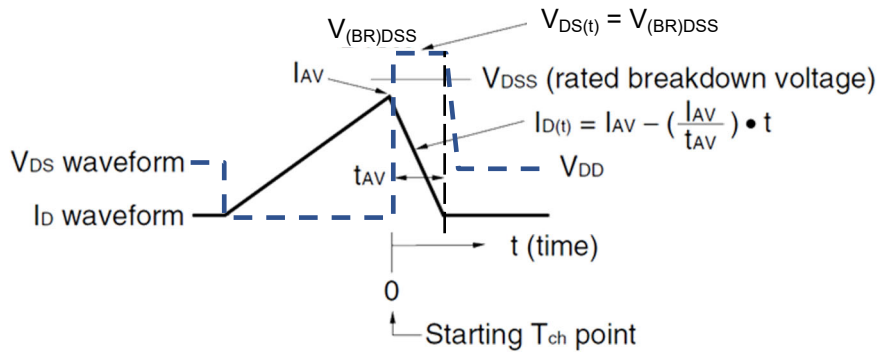 V(BR)DSS
VDS(t) = V(BR)DSS
IAV
VDSS (rated breakdown voltage)
ID(t) = IAV − (IAV/tAV) • t
VDS waveform
tAV
VDD
ID waveform
t (time)
0
Starting Tch point